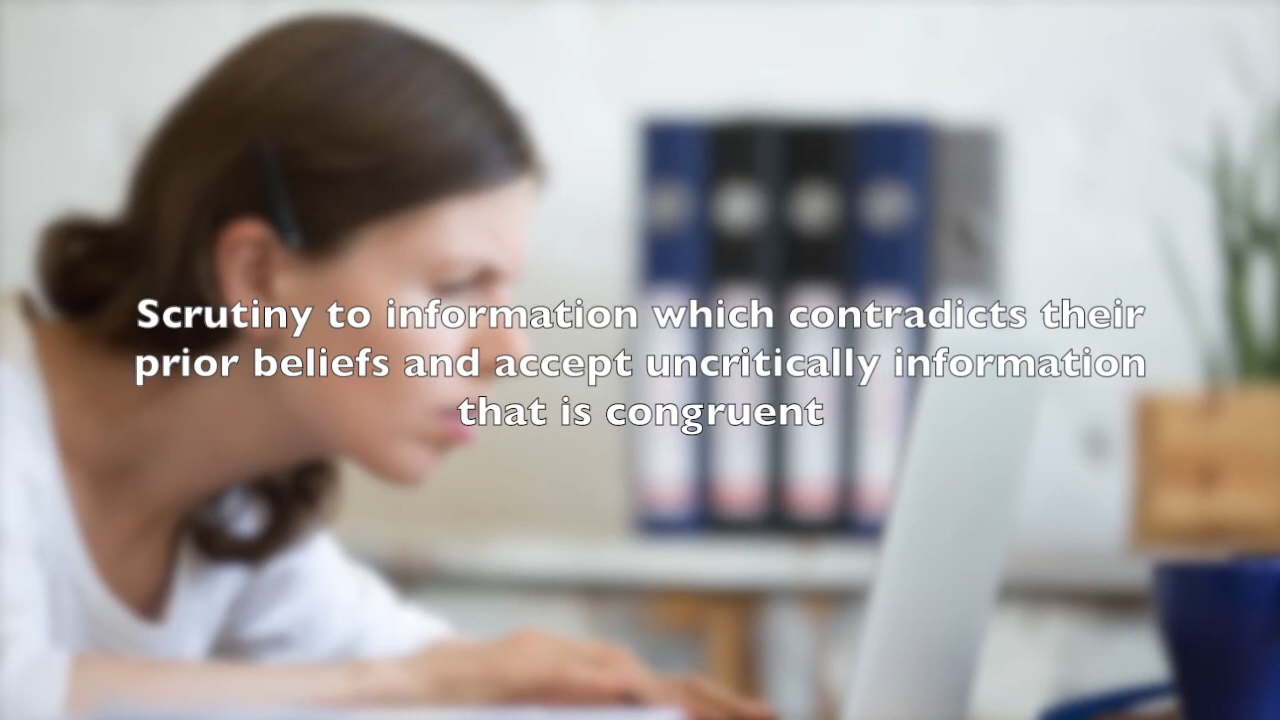 Scrutiny to information which contradicts their
prior beliefs and accept uncritically information
that is congruent